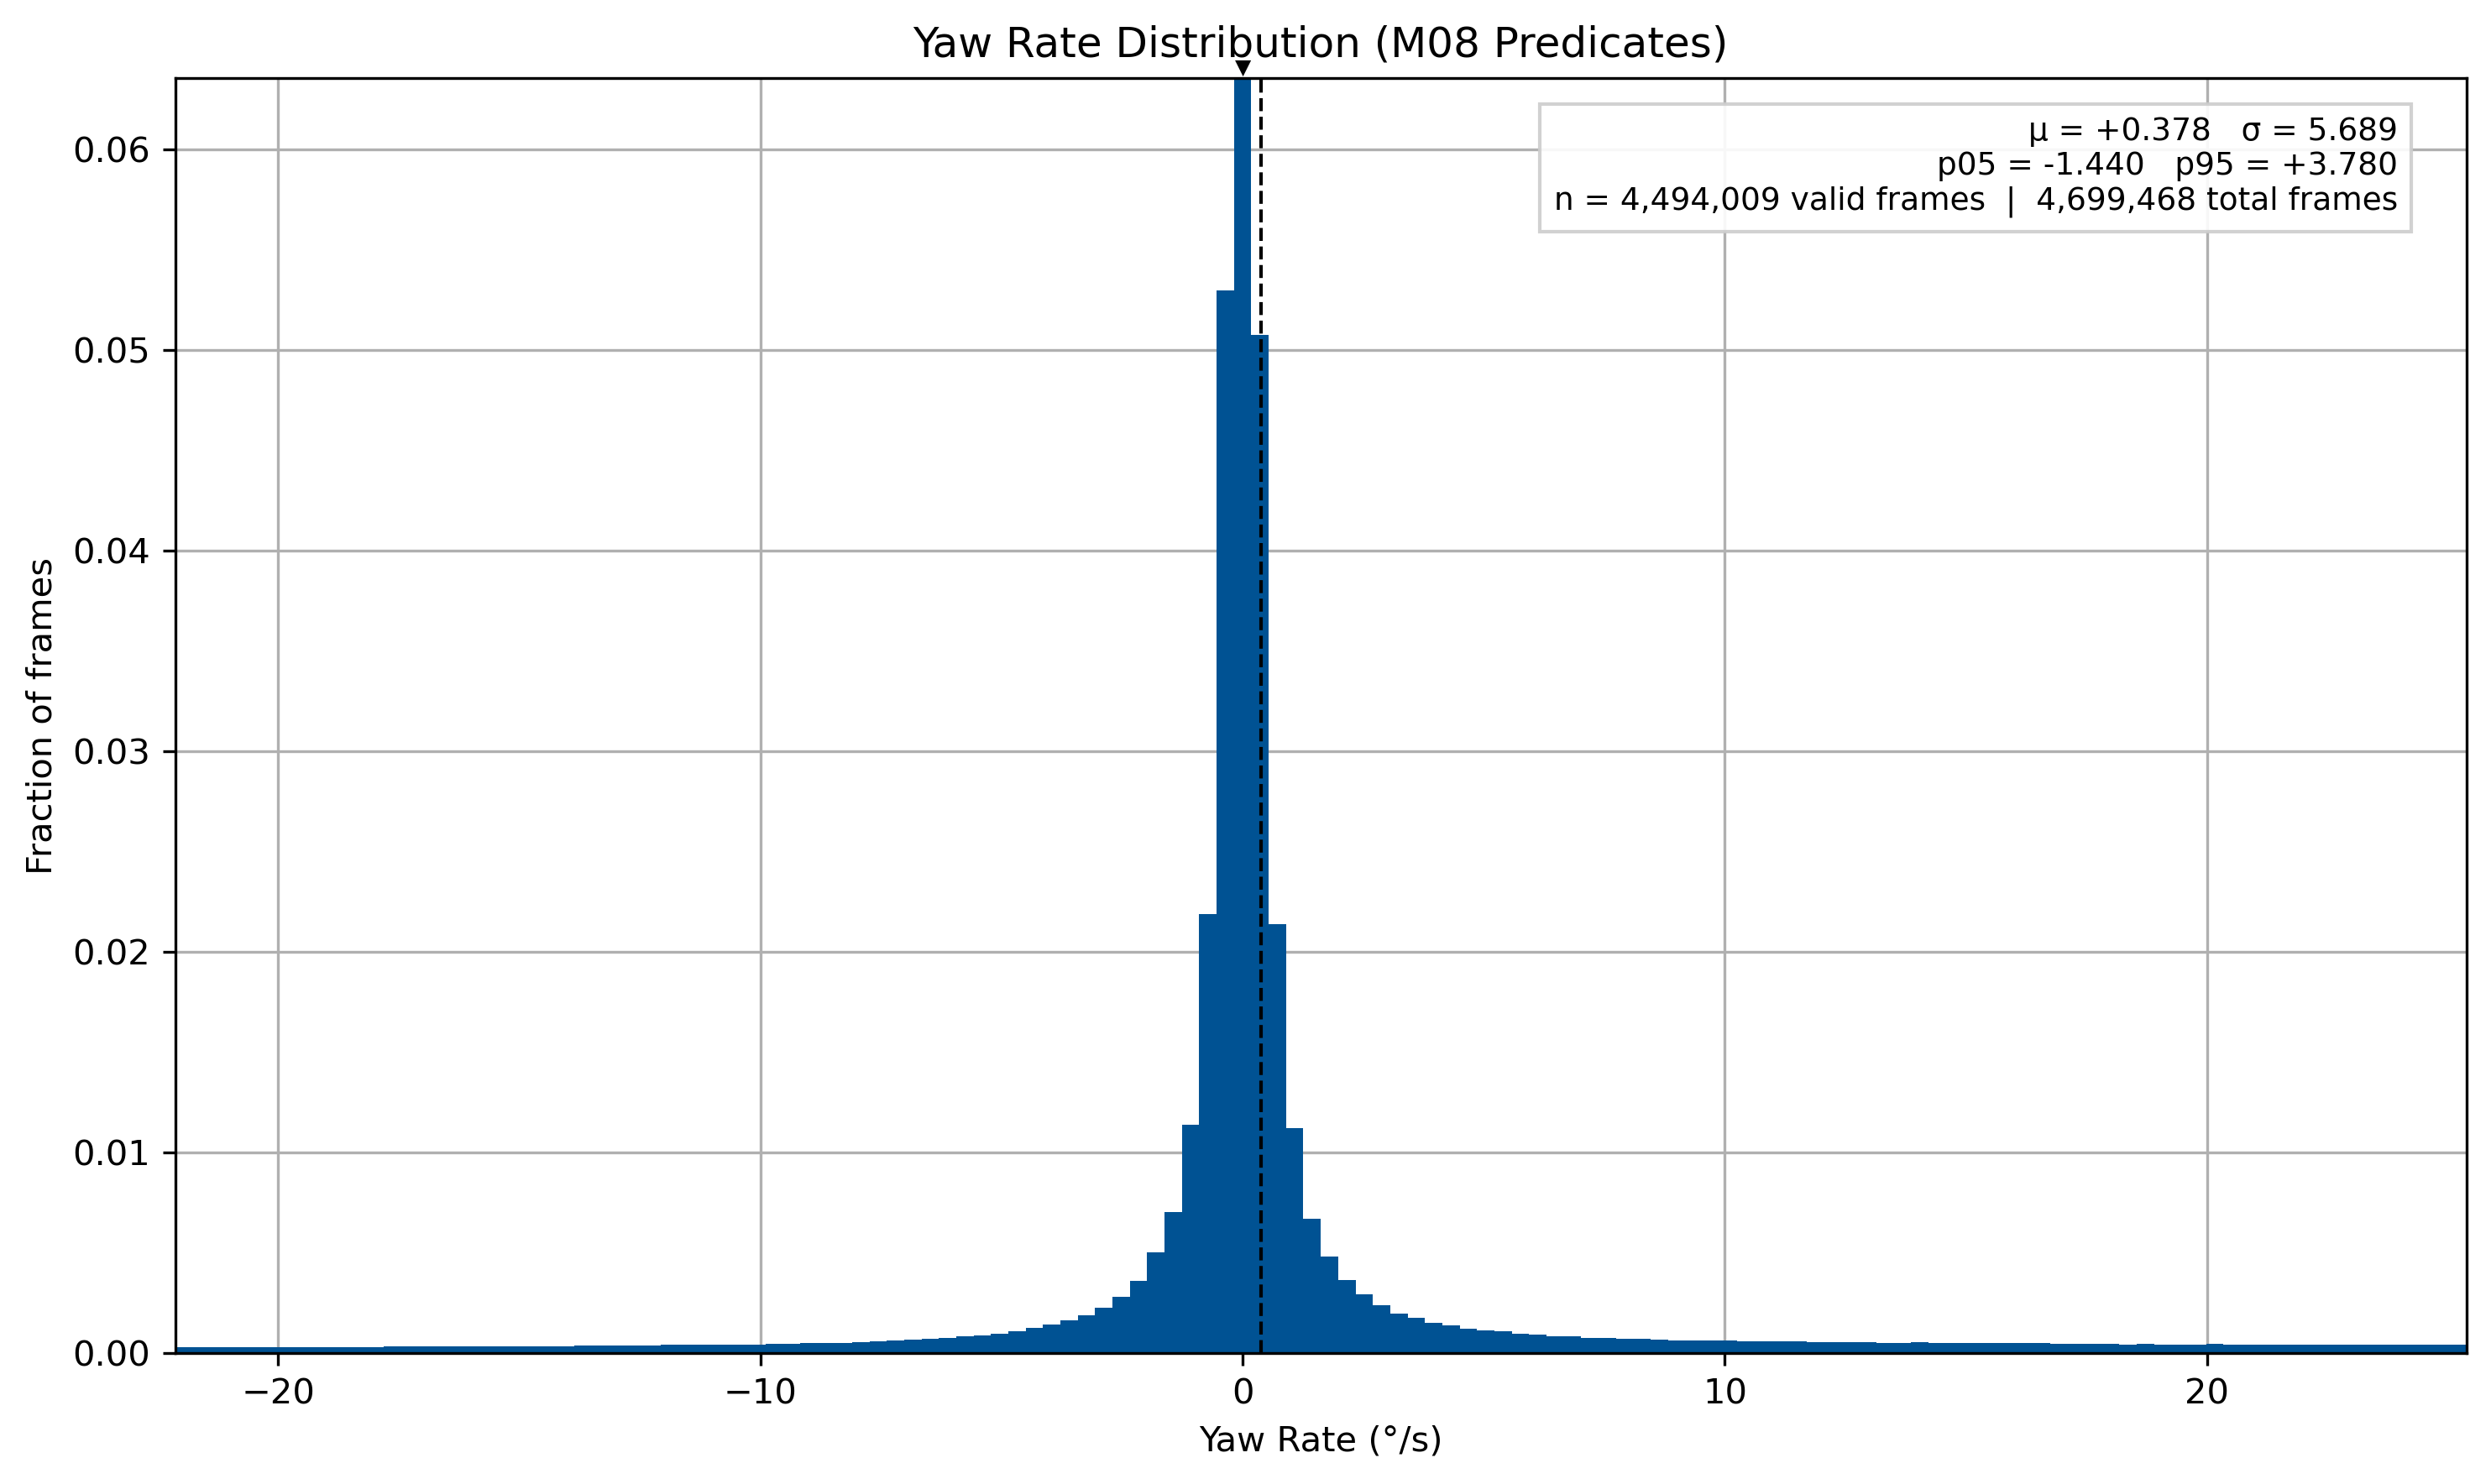 Yaw Rate Distribution (M08 Predicates)
μ = +0.378   σ = 5.689
p05 = -1.440   p95 = +3.780
n = 4,494,009 valid frames  |  4,699,468 total frames
0.06
0.05
0.04
0.03
0.02
0.01
0.00
Fraction of frames
−20
−10
0
10
20
Yaw Rate (°/s)